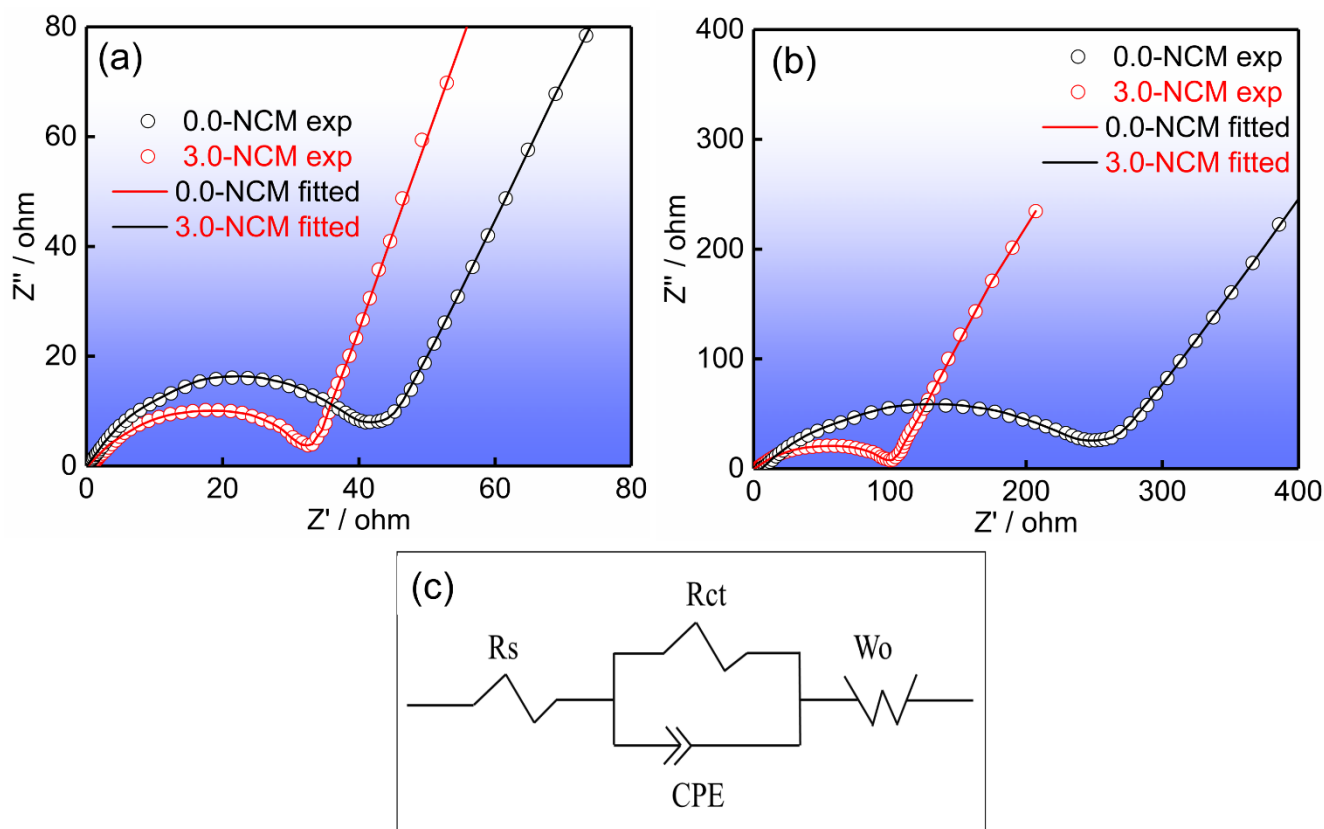 (a)
0.0-NCM exp
3.0-NCM exp
0.0-NCM fitted
3.0-NCM fitted
Z'' / ohm
80
60
40
20
0
0 20 40 60 80
Z' / ohm
(b)
0.0-NCM exp
3.0-NCM exp
0.0-NCM fitted
3.0-NCM fitted
Z'' / ohm
400
300
200
100
0
0 100 200 300 400
Z' / ohm
(c)
Rs
Rct
CPE
Wo